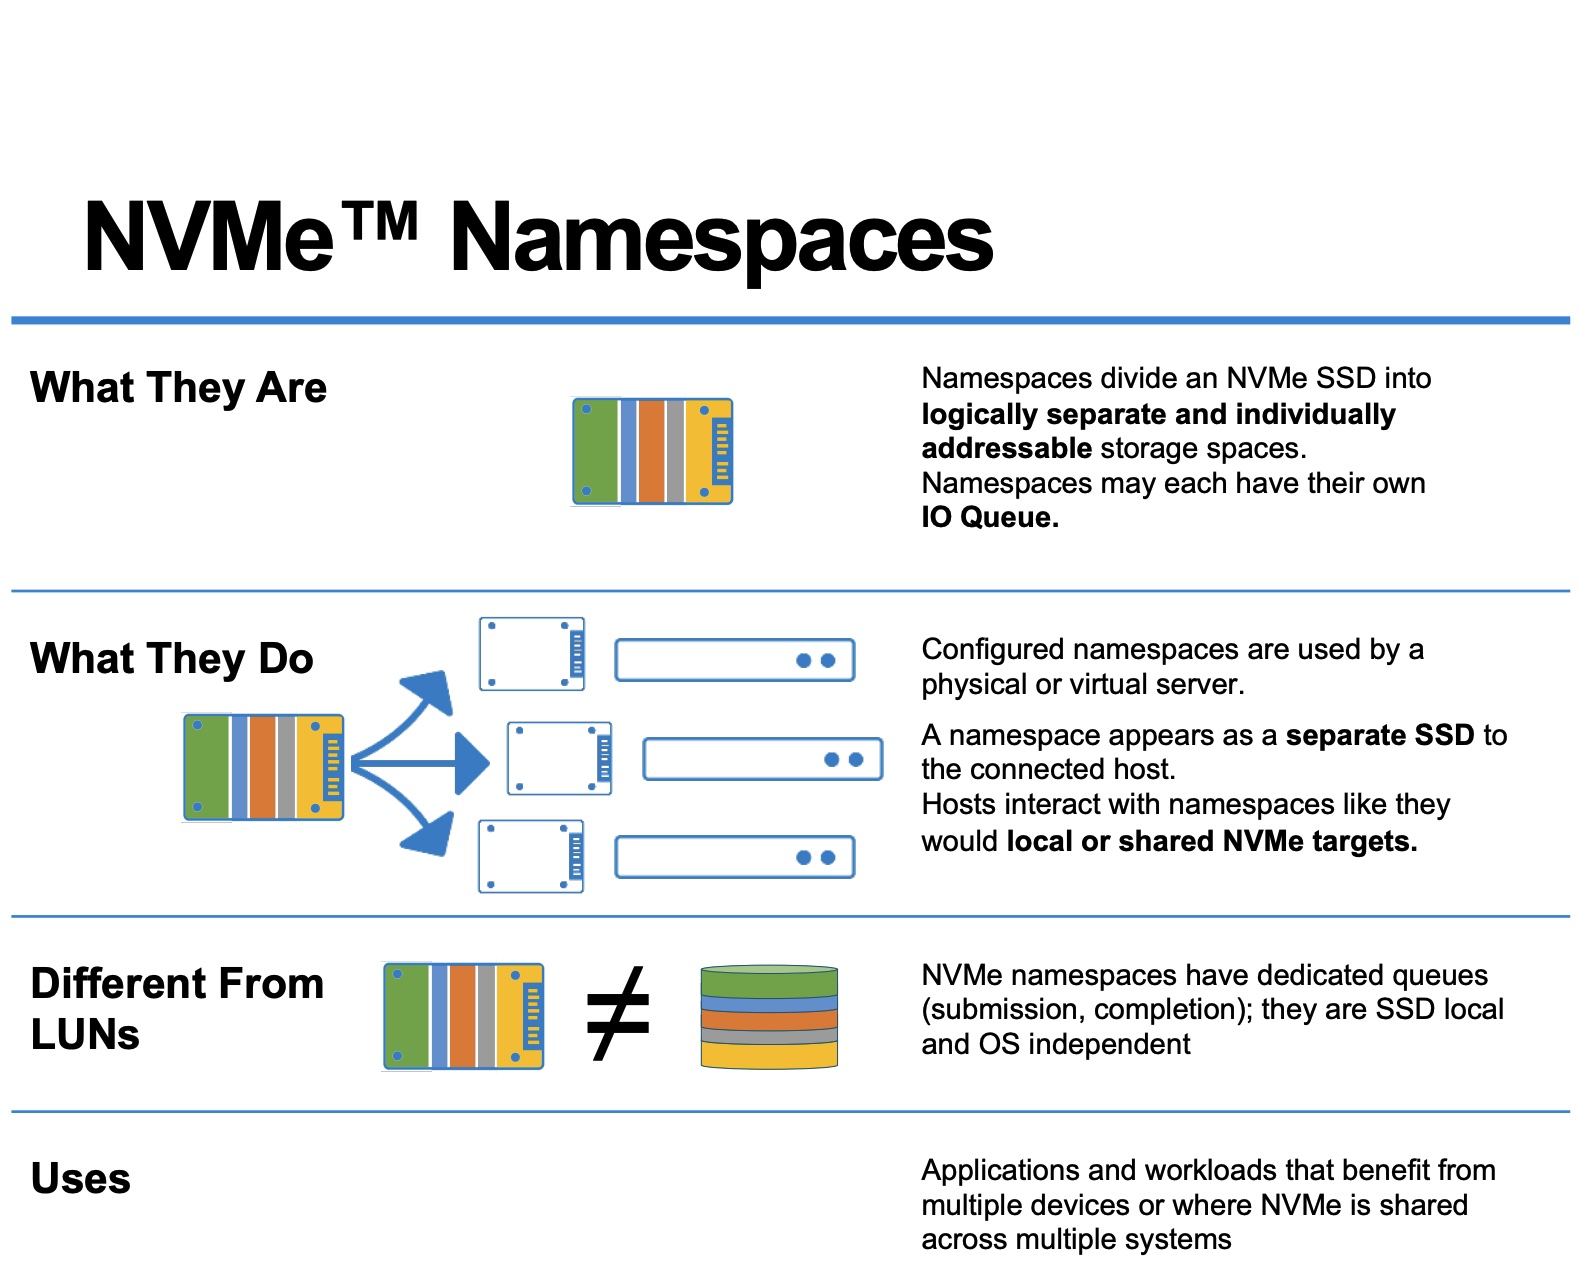 NVMe™ Namespaces
What They Are
Namespaces divide an NVMe SSD into
logically separate and individually
addressable storage spaces.
Namespaces may each have their own
IO Queue.
What They Do
Configured namespaces are used by a
physical or virtual server.
A namespace appears as a separate SSD to
the connected host.
Hosts interact with namespaces like they
would local or shared NVMe targets.
Different From
LUNs
≠
NVMe namespaces have dedicated queues
(submission, completion); they are SSD local
and OS independent
Uses
Applications and workloads that benefit from
multiple devices or where NVMe is shared
across multiple systems